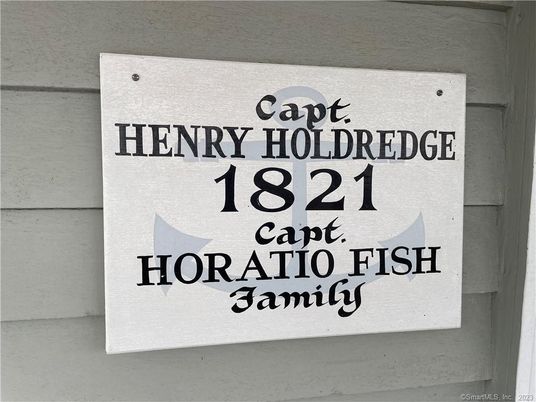 Capt.
HENRY HOLDREDGE
1821
Capt.
HORATIO FISH
Family
©SmartMLS, Inc. 2023